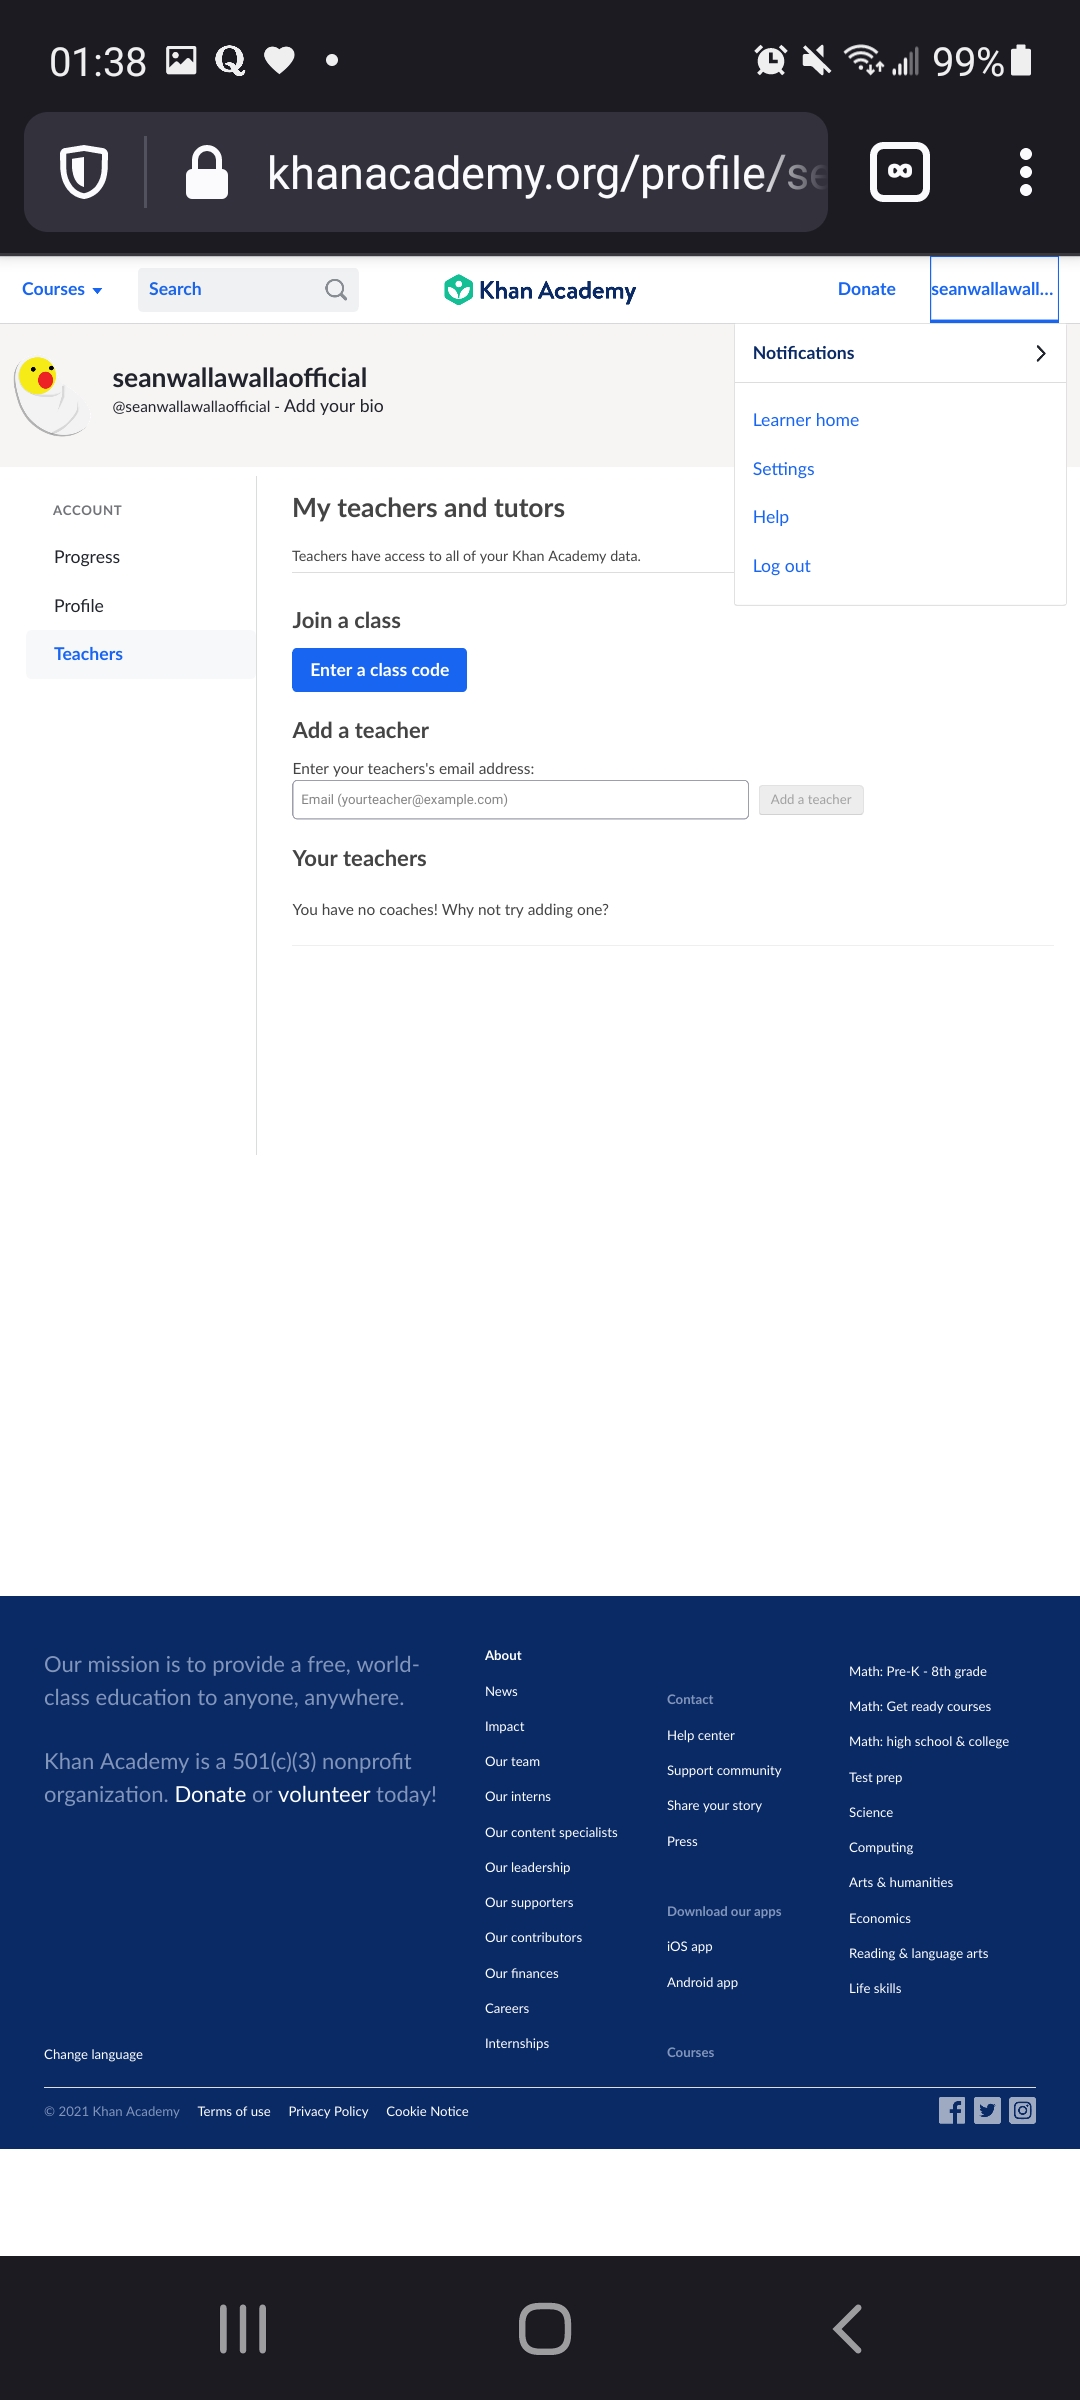 01:38
99%
khanacademy.org/profile/se
Courses
Search
Khan Academy
Donate
seanwallawall...
seanwallawallaofficial
@seanwallawallaofficial - Add your bio
Notifications
Learner home
Settings
Help
Log out
ACCOUNT
Progress
Profile
Teachers
My teachers and tutors
Teachers have access to all of your Khan Academy data.
Join a class
Enter a class code
Add a teacher
Enter your teachers's email address:
Email (yourteacher@example.com)
Add a teacher
Your teachers
You have no coaches! Why not try adding one?
Our mission is to provide a free, world-
class education to anyone, anywhere.
Khan Academy is a 501(c)(3) nonprofit
organization. Donate or volunteer today!
About
News
Impact
Our team
Our interns
Our content specialists
Our leadership
Our supporters
Our contributors
Our finances
Careers
Internships
Contact
Help center
Support community
Share your story
Press
Download our apps
iOS app
Android app
Courses
Math: Pre-K - 8th grade
Math: Get ready courses
Math: high school & college
Test prep
Science
Computing
Arts & humanities
Economics
Reading & language arts
Life skills
Change language
© 2021 Khan Academy
Terms of use
Privacy Policy
Cookie Notice